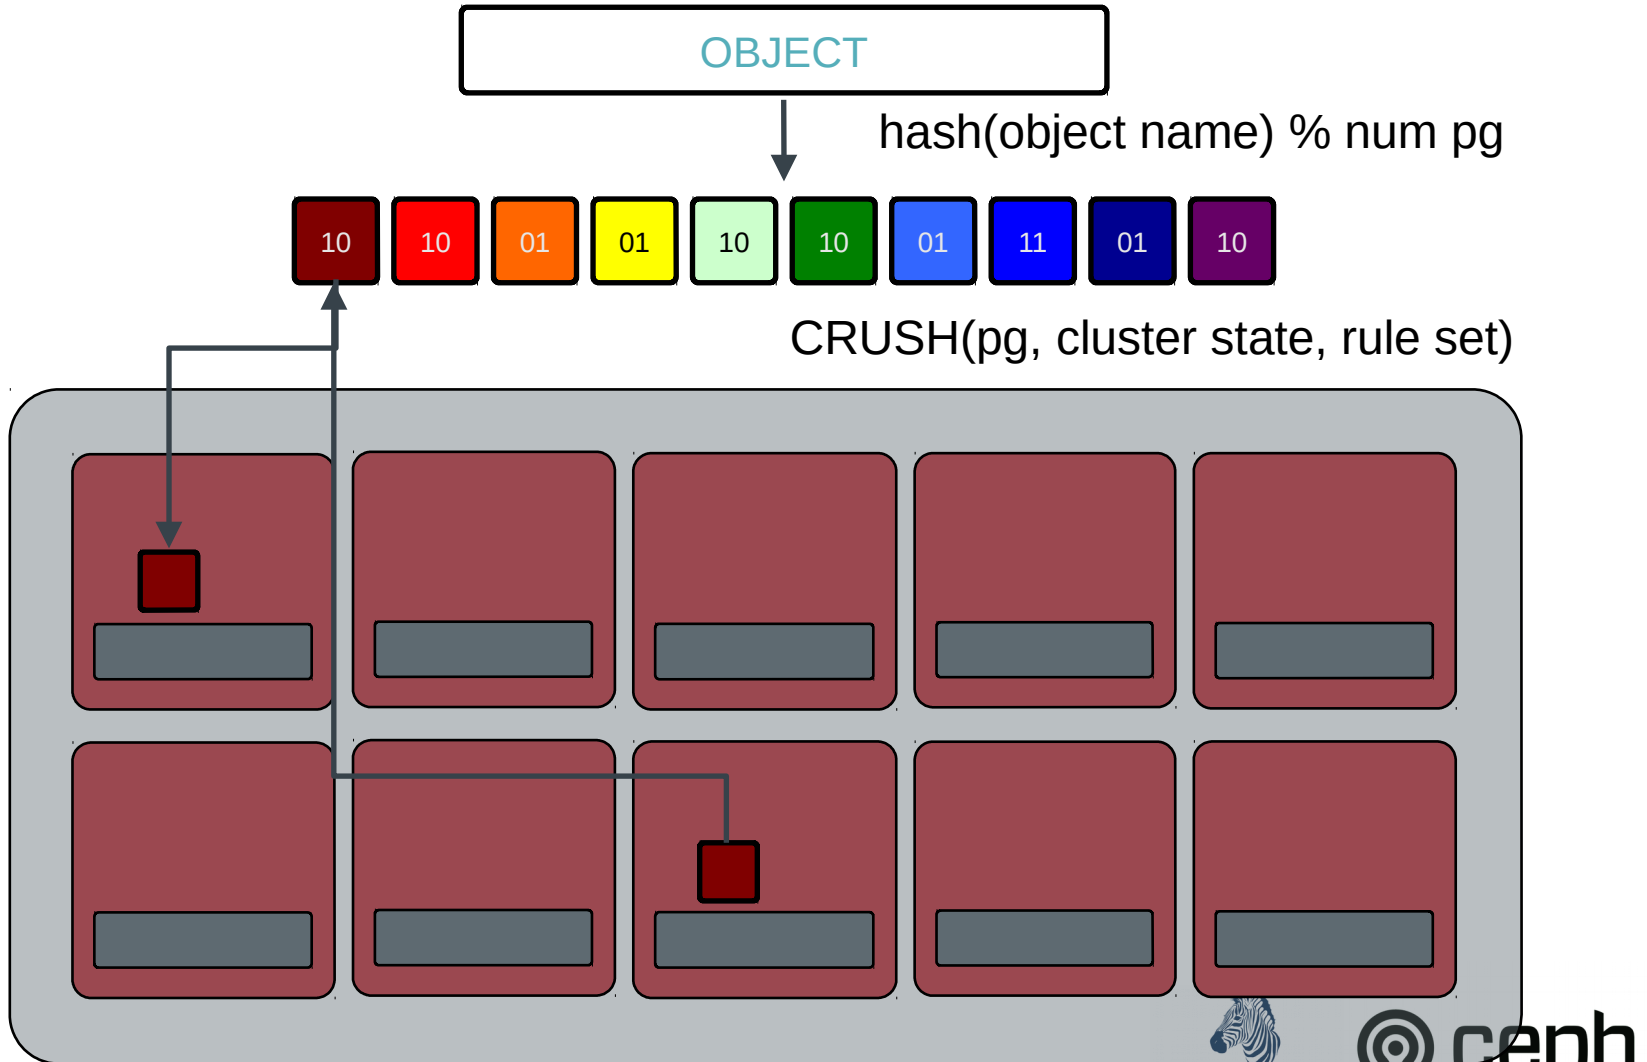 OBJECT
hash(object name) % num pg
10 10 01 01 10 10 01 11 01 10
CRUSH(pg, cluster state, rule set)
ceph